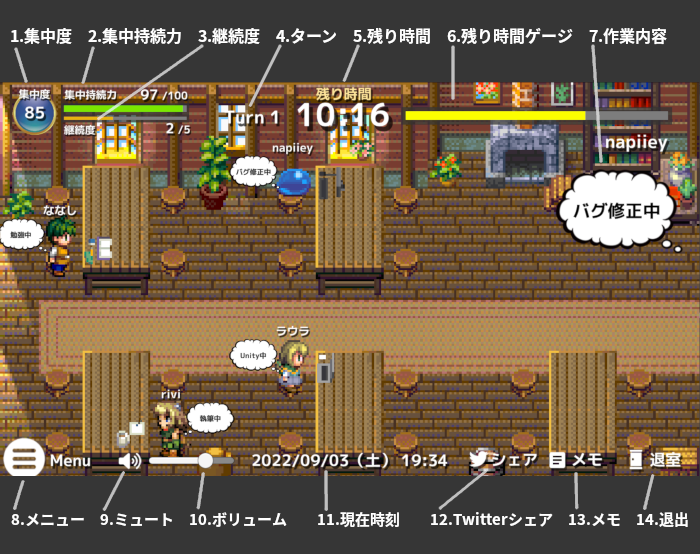 1.集中度 2.集中持続力 3.継続度 4.ターン 5.残り時間 6.残り時間ゲージ 7.作業内容
集中度 集中持続力 97 /100 残り時間
85 継続度 2 /5 Turn 1 10:16
napiiey napiiey
バグ修正中 バグ修正中
ななし
勉強中
ラウラ
Unity中
rivi
執筆中
Menu 2022/09/03（土） 19:34 シェア メモ 退室
8.メニュー 9.ミュート 10.ボリューム 11.現在時刻 12.Twitterシェア 13.メモ 14.退出